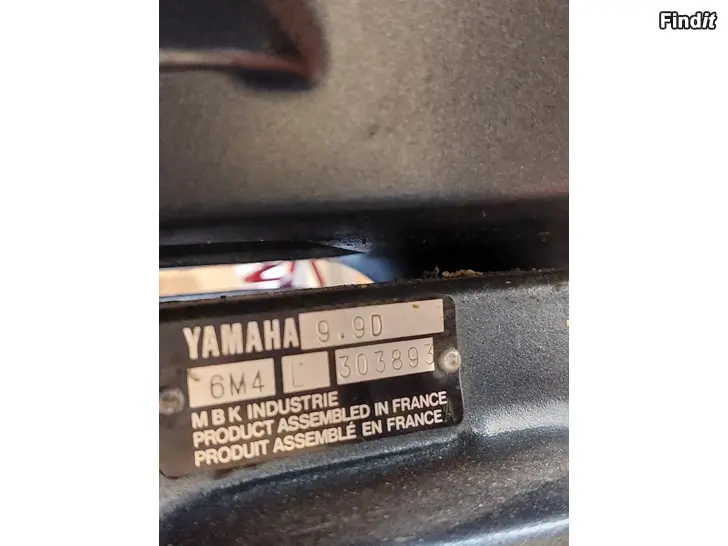 Findit
YAMAHA 9.9D
6M4 L 303893
MBK INDUSTRIE
PRODUCT ASSEMBLED IN FRANCE
PRODUIT ASSEMBLÉ EN FRANCE